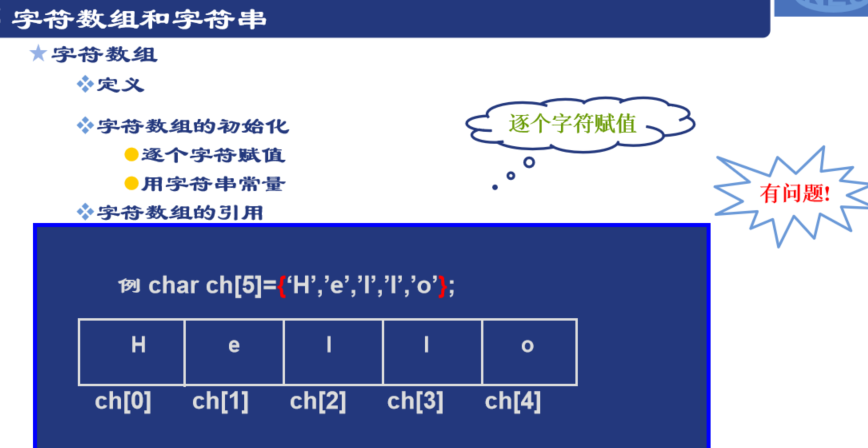 字符数组和字符串
★字符数组
❖定义
❖字符数组的初始化
●逐个字符赋值
●用字符串常量
❖字符数组的引用
逐个字符赋值
有问题!
例 char ch[5]={‘H’,’e’,’l’,’l’,’o’};
H e l l o
ch[0] ch[1] ch[2] ch[3] ch[4]